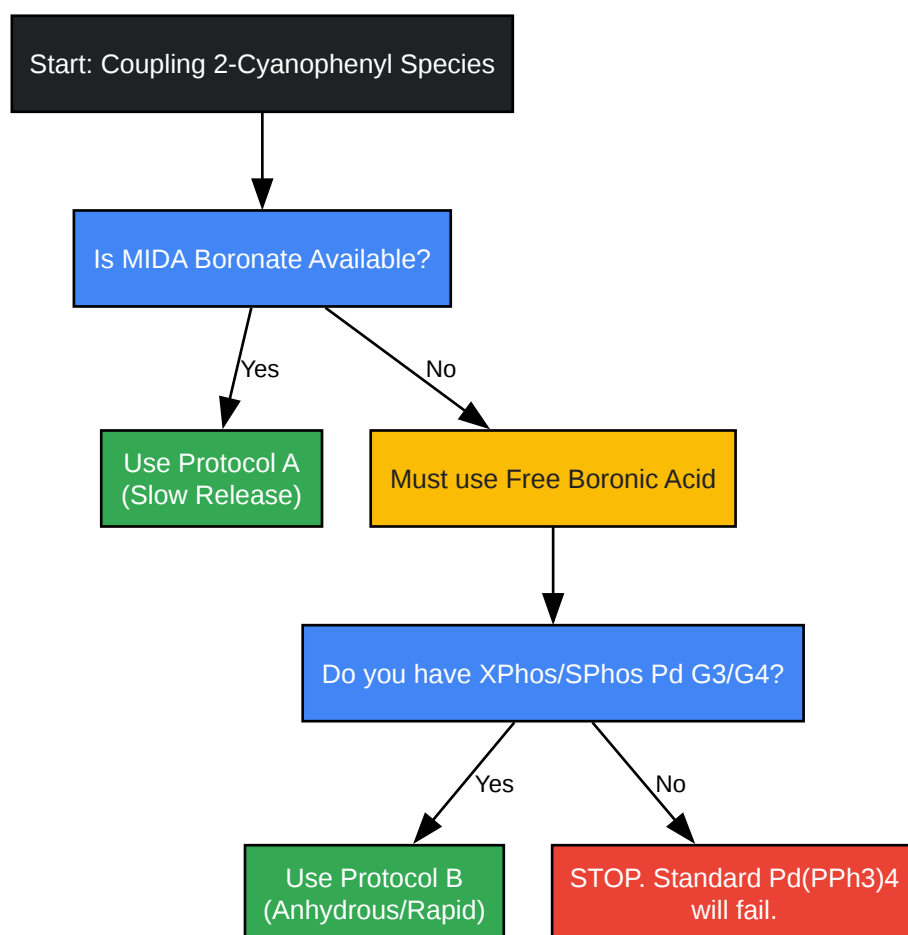 Start: Coupling 2-Cyanophenyl Species
Is MIDA Boronate Available?
Yes
No
Use Protocol A
(Slow Release)
Must use Free Boronic Acid
Do you have XPhos/SPhos Pd G3/G4?
Yes
No
Use Protocol B
(Anhydrous/Rapid)
STOP. Standard Pd(PPh3)4
will fail.